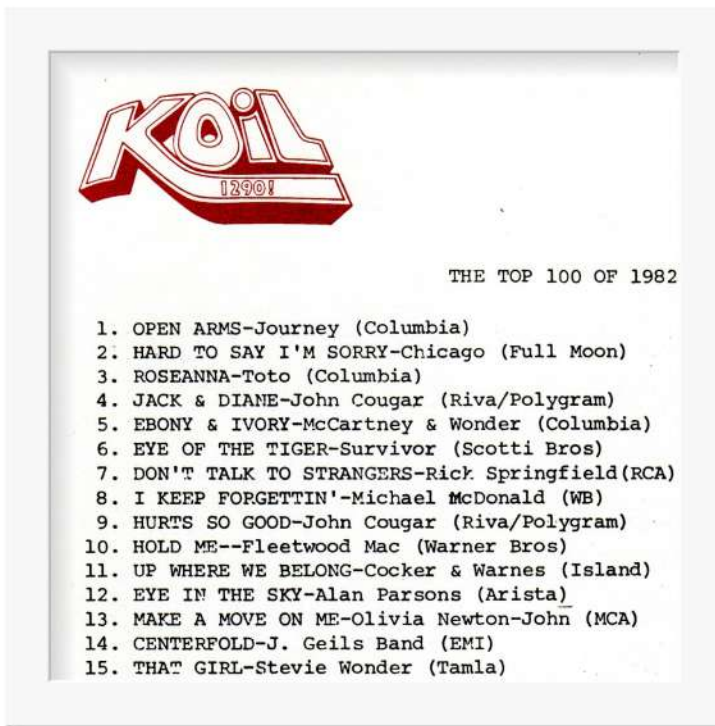 KOIL
1290!
THE TOP 100 OF 1982
1. OPEN ARMS-Journey (Columbia)
2. HARD TO SAY I'M SORRY-Chicago (Full Moon)
3. ROSEANNA-Toto (Columbia)
4. JACK & DIANE-John Cougar (Riva/Polygram)
5. EBONY & IVORY-McCartney & Wonder (Columbia)
6. EYE OF THE TIGER-Survivor (Scotti Bros)
7. DON'T TALK TO STRANGERS-Rick Springfield(RCA)
8. I KEEP FORGETTIN'-Michael McDonald (WB)
9. HURTS SO GOOD-John Cougar (Riva/Polygram)
10. HOLD ME--Fleetwood Mac (Warner Bros)
11. UP WHERE WE BELONG-Cocker & Warnes (Island)
12. EYE IN THE SKY-Alan Parsons (Arista)
13. MAKE A MOVE ON ME-Olivia Newton-John (MCA)
14. CENTERFOLD-J. Geils Band (EMI)
15. THAT GIRL-Stevie Wonder (Tamla)